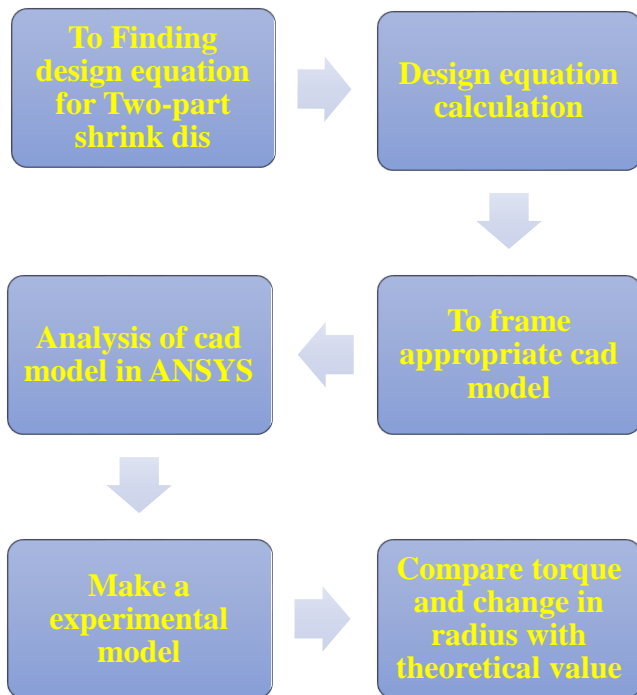 To Finding
design equation
for Two-part
shrink dis
Design equation
calculation
To frame
appropriate cad
model
Analysis of cad
model in ANSYS
Make a
experimental
model
Compare torque
and change in
radius with
theoretical value